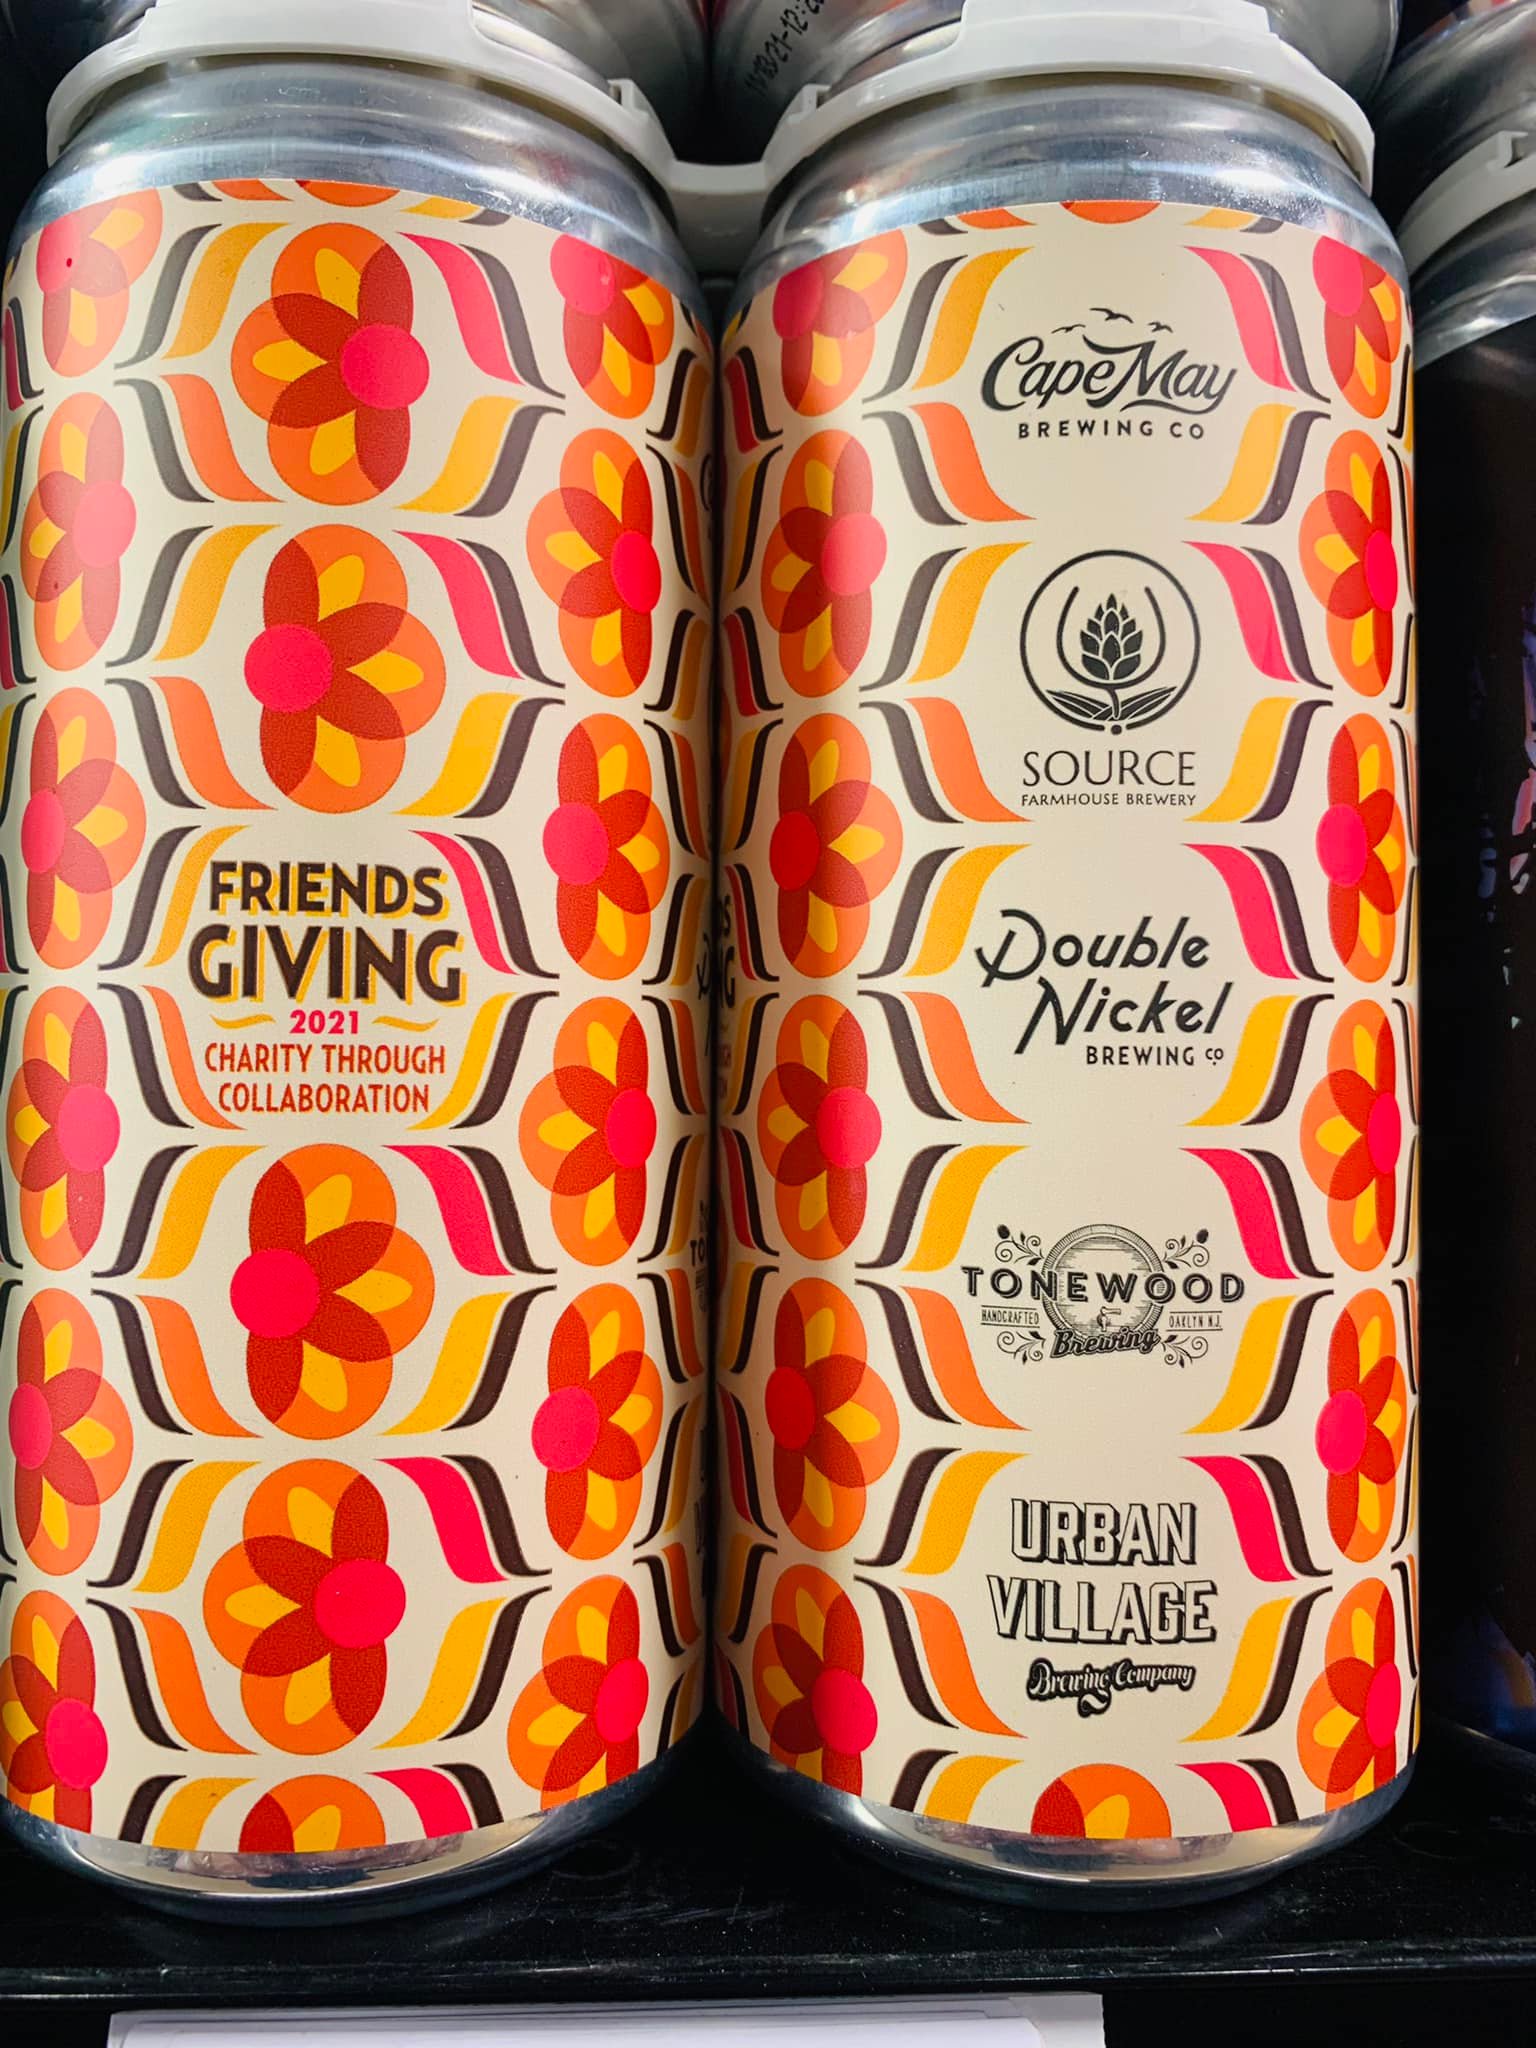 FRIENDS
GIVING
2021
CHARITY THROUGH
COLLABORATION
Cape May
BREWING CO
SOURCE
FARMHOUSE BREWERY
Double
Nickel
BREWING CO
TONEWOOD
HANDCRAFTED OAKLYN N.J.
Brewing
URBAN
VILLAGE
Brewing Company